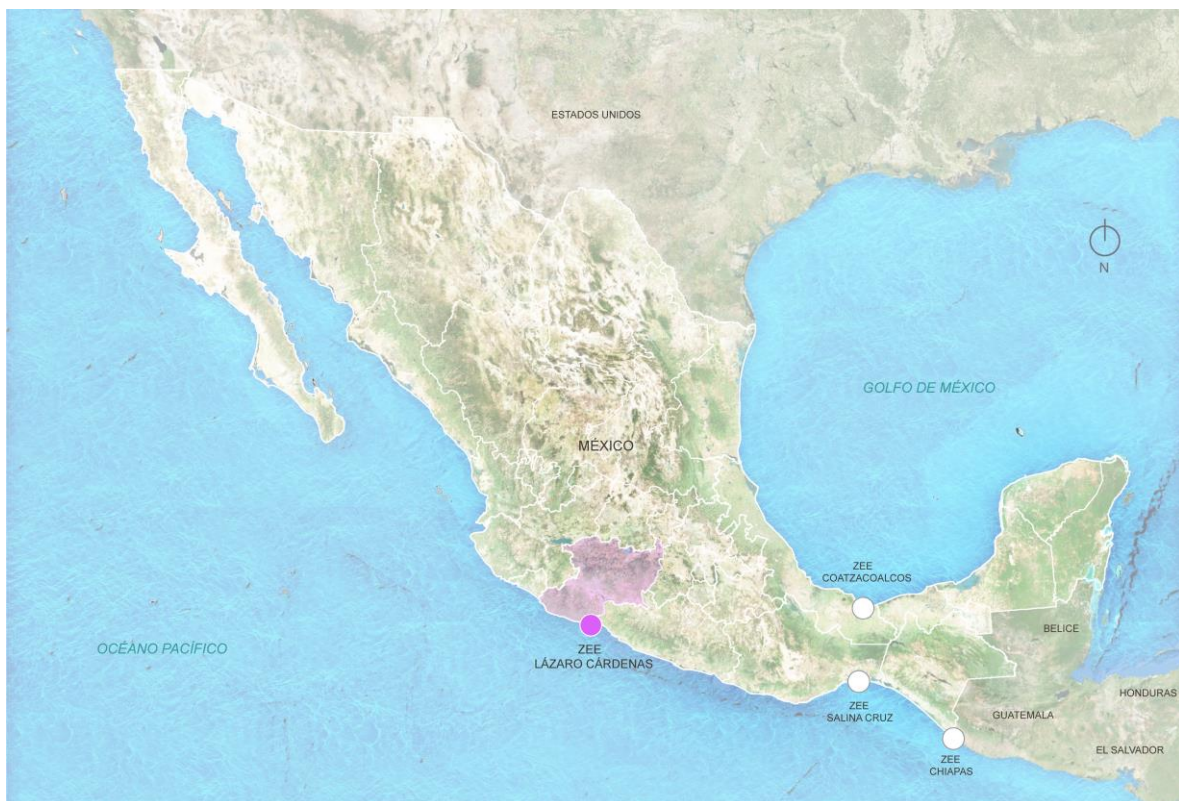 ESTADOS UNIDOS
N
GOLFO DE MÉXICO
MÉXICO
ZEE
COATZACOALCOS
BELICE
OCÉANO PACÍFICO
ZEE
LÁZARO CÁRDENAS
HONDURAS
ZEE
SALINA CRUZ
GUATEMALA
EL SALVADOR
ZEE
CHIAPAS